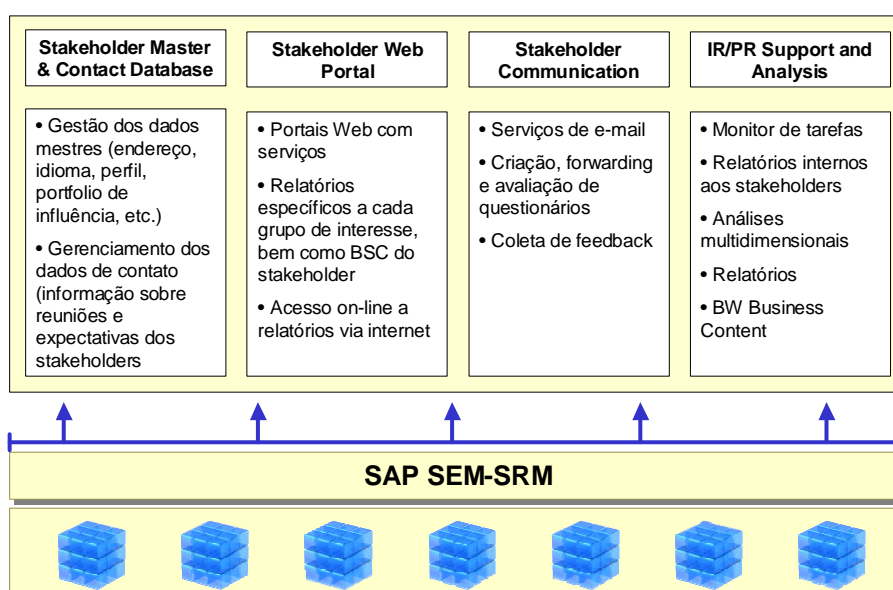 Stakeholder Master
& Contact Database
Stakeholder Web
Portal
Stakeholder
Communication
IR/PR Support and
Analysis
• Gestão dos dados
mestres (endereço,
idioma, perfil,
portfolio de
influência, etc.)
• Gerenciamento dos
dados de contato
(informação sobre
reuniões e
expectativas dos
stakeholders
• Portais Web com
serviços
• Relatórios
específicos a cada
grupo de interesse,
bem como BSC do
stakeholder
• Acesso on-line a
relatórios via internet
• Serviços de e-mail
• Criação, forwarding
e avaliação de
questionários
• Coleta de feedback
• Monitor de tarefas
• Relatórios internos
aos stakeholders
• Análises
multidimensionais
• Relatórios
• BW Business
Content
SAP SEM-SRM